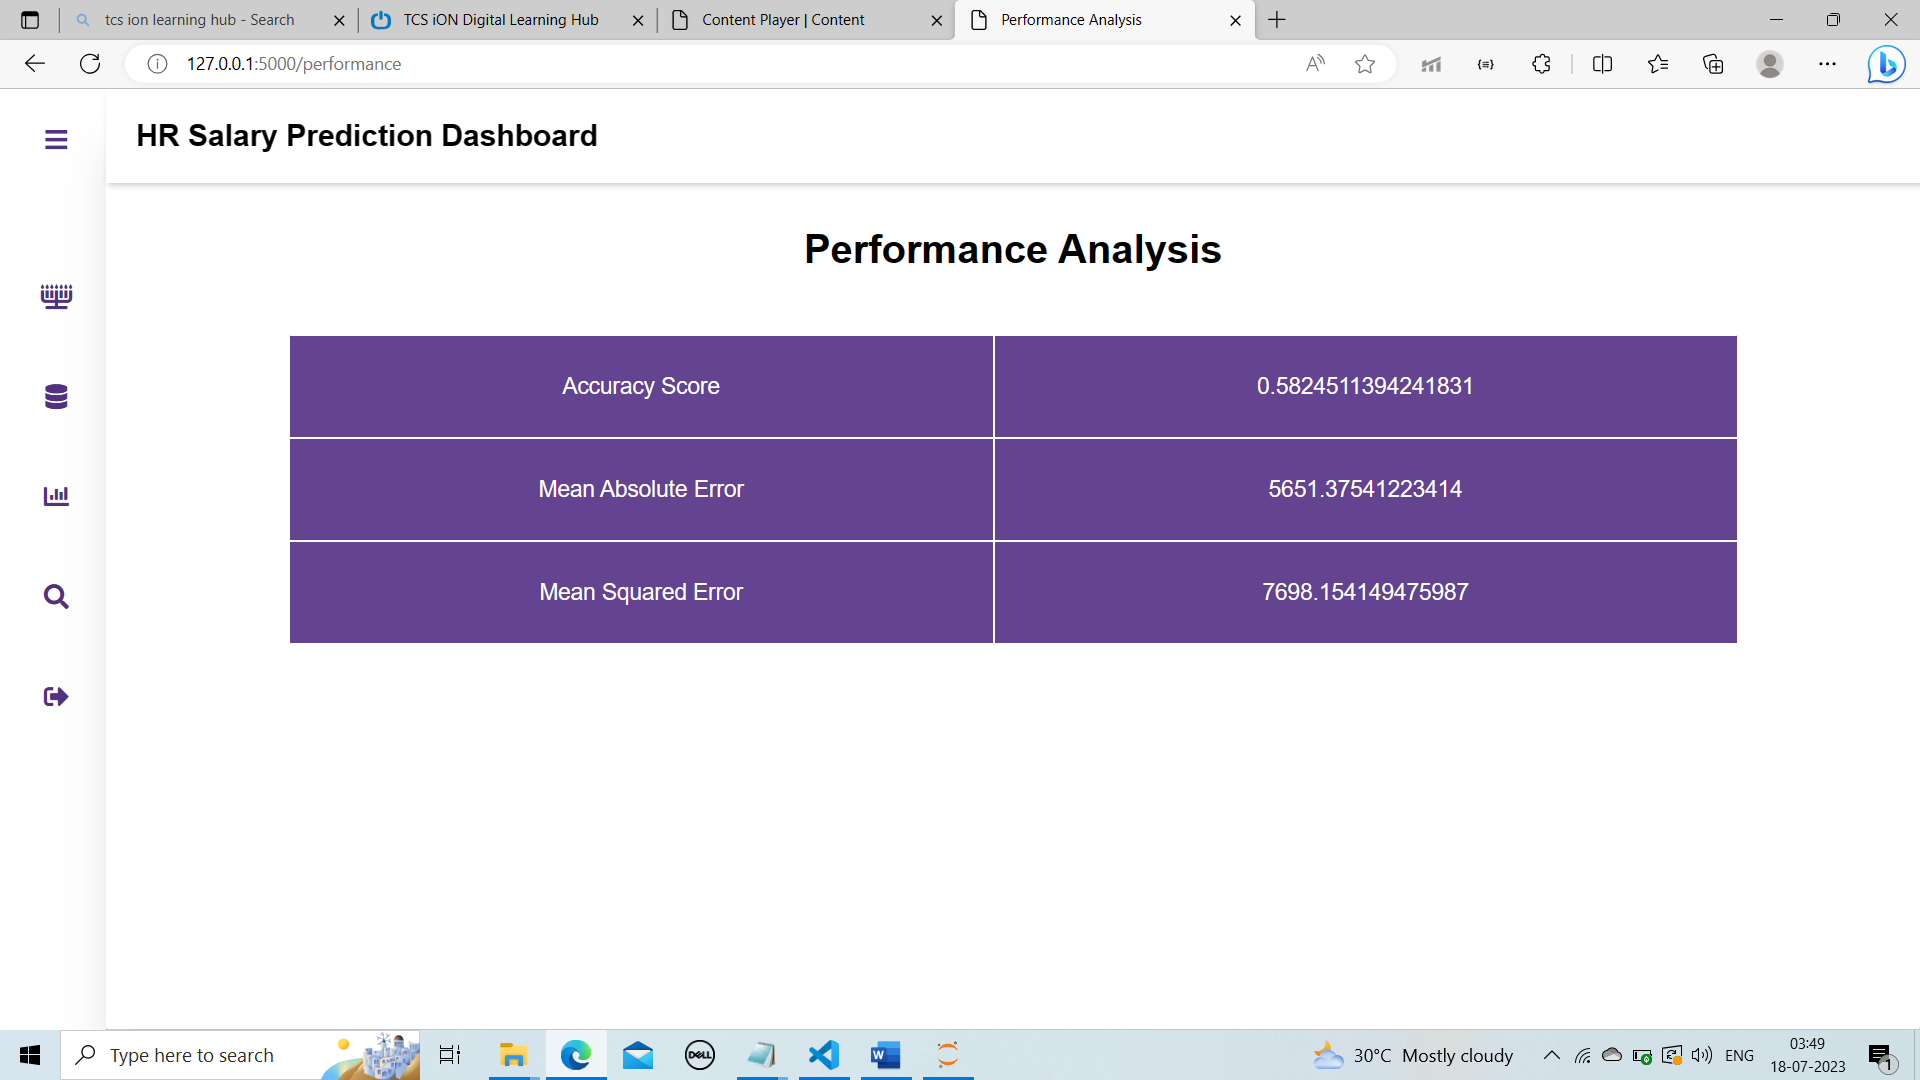 tcs ion learning hub - Search
TCS iON Digital Learning Hub
Content Player | Content
Performance Analysis
127.0.0.1:5000/performance
HR Salary Prediction Dashboard
Performance Analysis
Accuracy Score 0.5824511394241831
Mean Absolute Error 5651.37541223414
Mean Squared Error 7698.154149475987
Type here to search
DELL
30°C Mostly cloudy
ENG
03:49
18-07-2023
1